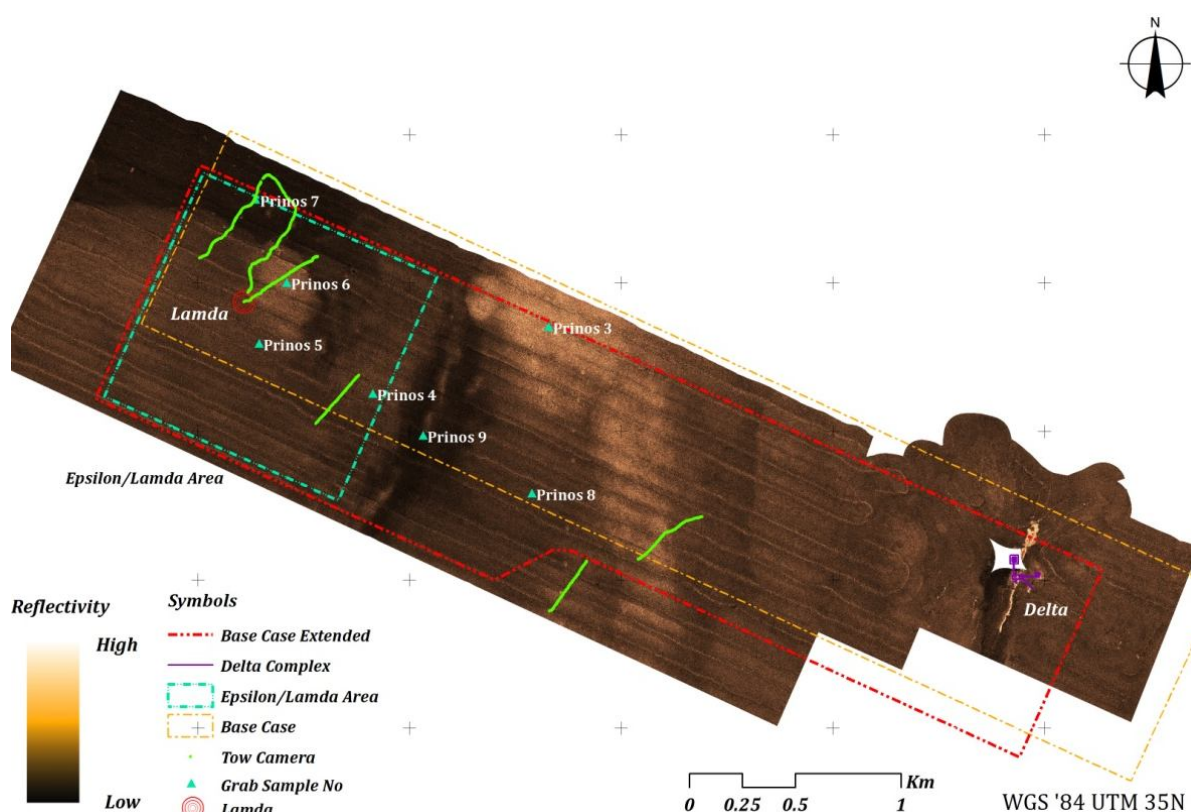 N
Prinos 7
Prinos 6
Lamda
Prinos 3
Prinos 5
Prinos 4
Prinos 9
Epsilon/Lamda Area
Prinos 8
Delta
Reflectivity
High
Low
Symbols
Base Case Extended
Delta Complex
Epsilon/Lamda Area
Base Case
Tow Camera
Grab Sample No
Lamda
Km
0 0.25 0.5 1
WGS '84 UTM 35N